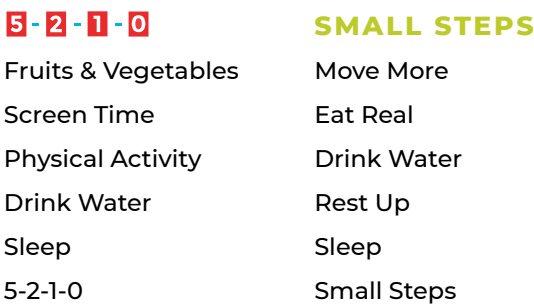 5-2-1-0
Fruits & Vegetables
Screen Time
Physical Activity
Drink Water
Sleep
5-2-1-0
SMALL STEPS
Move More
Eat Real
Drink Water
Rest Up
Sleep
Small Steps